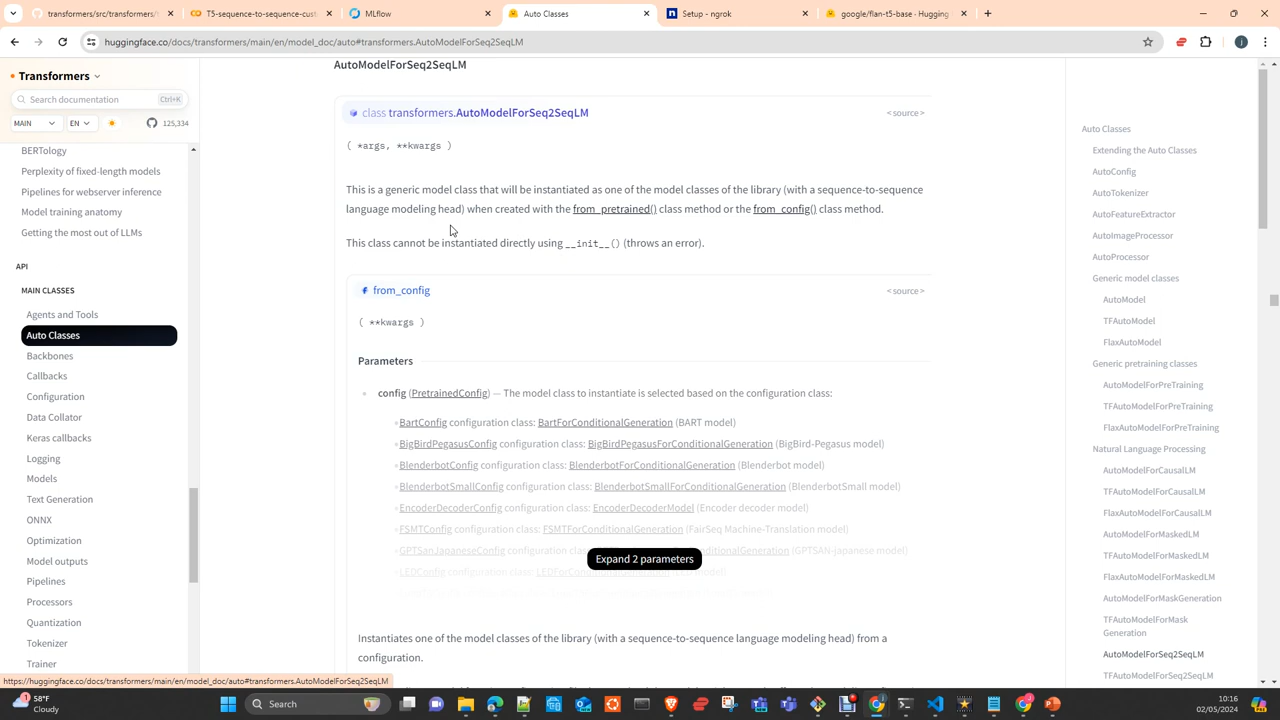 transformers/src/transformers/
T5-sequence-to-sequence-cust
MLflow
Auto Classes
Setup - ngrok
google/flan-t5-base · Hugging
huggingface.co/docs/transformers/main/en/model_doc/auto#transformers.AutoModelForSeq2SeqLM
Transformers
Search documentation
Ctrl+K
MAIN
EN
125,334
BERTology
Perplexity of fixed-length models
Pipelines for webserver inference
Model training anatomy
Getting the most out of LLMs
API
MAIN CLASSES
Agents and Tools
Auto Classes
Backbones
Callbacks
Configuration
Data Collator
Keras callbacks
Logging
Models
Text Generation
ONNX
Optimization
Model outputs
Pipelines
Processors
Quantization
Tokenizer
Trainer
AutoModelForSeq2SeqLM
class transformers.AutoModelForSeq2SeqLM
<source>
( *args, **kwargs )
This is a generic model class that will be instantiated as one of the model classes of the library (with a sequence-to-sequence
language modeling head) when created with the from_pretrained() class method or the from_config() class method.
This class cannot be instantiated directly using __init__() (throws an error).
from_config
<source>
( **kwargs )
Parameters
config (PretrainedConfig) — The model class to instantiate is selected based on the configuration class:
BartConfig configuration class: BartForConditionalGeneration (BART model)
BigBirdPegasusConfig configuration class: BigBirdPegasusForConditionalGeneration (BigBird-Pegasus model)
BlenderbotConfig configuration class: BlenderbotForConditionalGeneration (Blenderbot model)
BlenderbotSmallConfig configuration class: BlenderbotSmallForConditionalGeneration (BlenderbotSmall model)
EncoderDecoderConfig configuration class: EncoderDecoderModel (Encoder decoder model)
FSMTConfig configuration class: FSMTForConditionalGeneration (FairSeq Machine-Translation model)
GPTSanJapaneseConfig configuration class: (GPTSAN-japanese model)
LEDConfig configuration class:
Expand 2 parameters
Instantiates one of the model classes of the library (with a sequence-to-sequence language modeling head) from a
configuration.
Auto Classes
Extending the Auto Classes
AutoConfig
AutoTokenizer
AutoFeatureExtractor
AutoImageProcessor
AutoProcessor
Generic model classes
AutoModel
TFAutoModel
FlaxAutoModel
Generic pretraining classes
AutoModelForPreTraining
TFAutoModelForPreTraining
FlaxAutoModelForPreTraining
Natural Language Processing
AutoModelForCausalLM
TFAutoModelForCausalLM
FlaxAutoModelForCausalLM
AutoModelForMaskedLM
TFAutoModelForMaskedLM
FlaxAutoModelForMaskedLM
AutoModelForMaskGeneration
TFAutoModelForMask
Generation
AutoModelForSeq2SeqLM
TFAutoModelForSeq2SeqLM
https://huggingface.co/docs/transformers/main/en/model_doc/auto#transformers.AutoModelForSeq2SeqLM
58°F
Cloudy
Search
10:16
02/05/2024